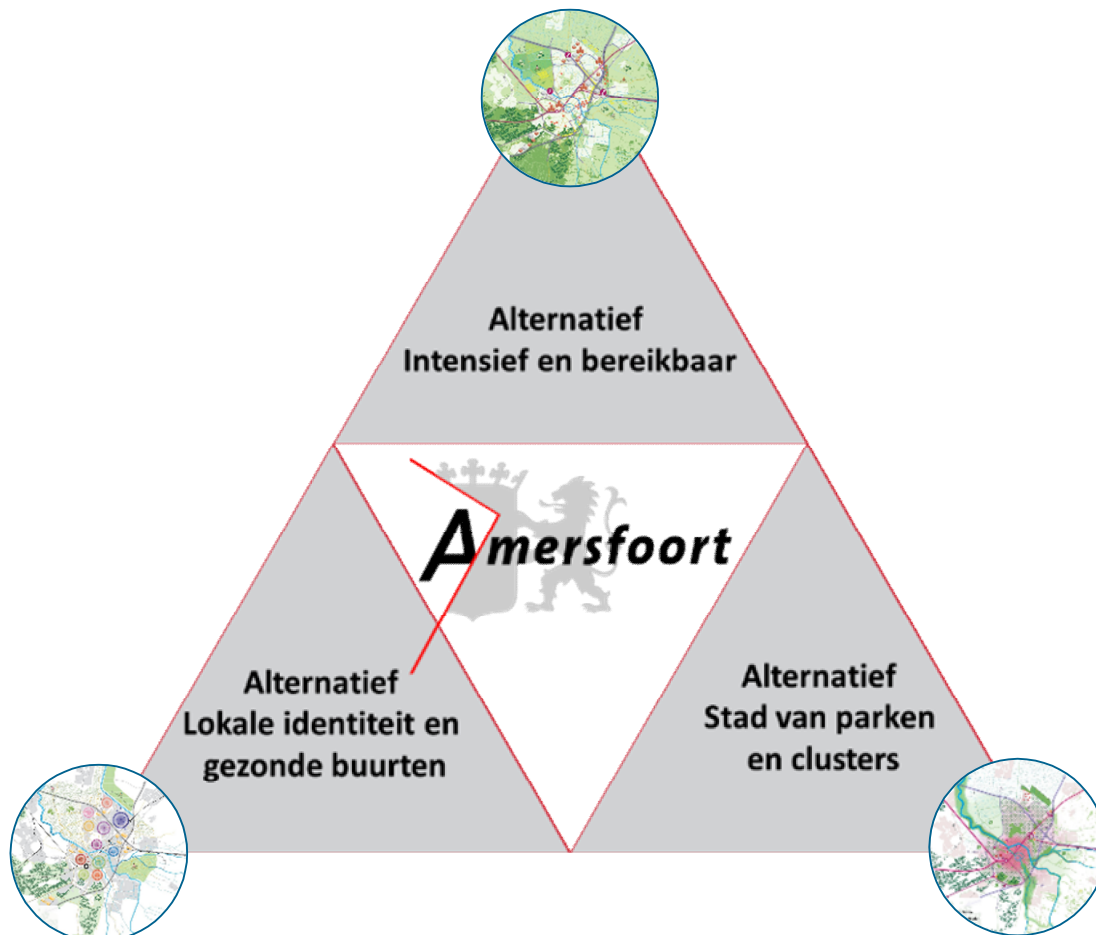 Alternatief
Intensief en bereikbaar
Amersfoort
Alternatief
Lokale identiteit en
gezonde buurten
Alternatief
Stad van parken
en clusters